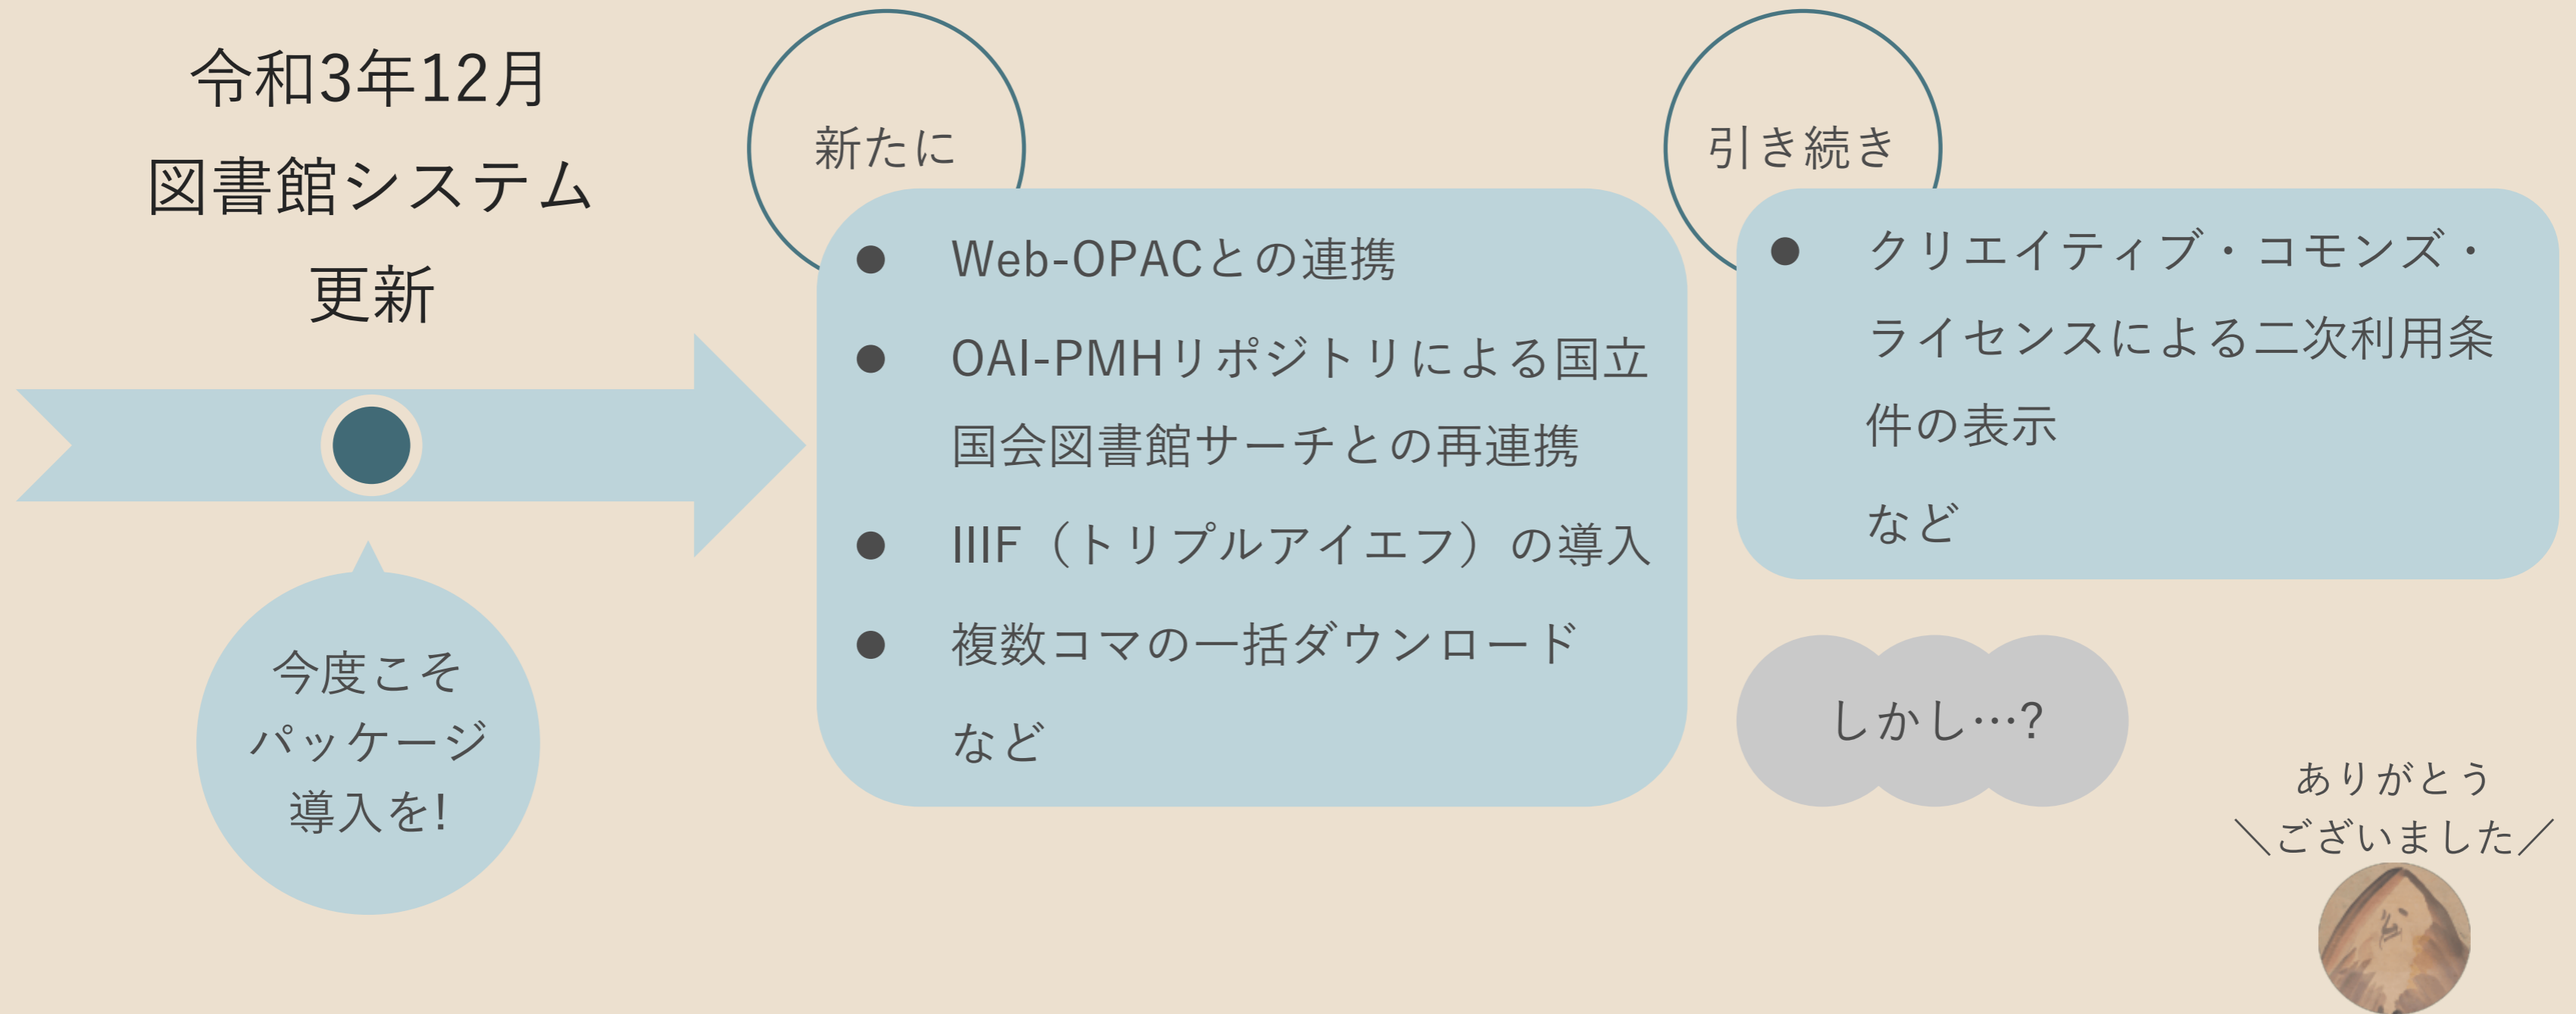 令和3年12月
図書館システム
更新
今度こそ
パッケージ
導入を!
新たに
● Web-OPACとの連携
● OAI-PMHリポジトリによる国立
国会図書館サーチとの再連携
● IIIF（トリプルアイエフ）の導入
● 複数コマの一括ダウンロード
など
引き続き
● クリエイティブ・コモンズ・
ライセンスによる二次利用条
件の表示
など
しかし…?
ありがとう
＼ございました／